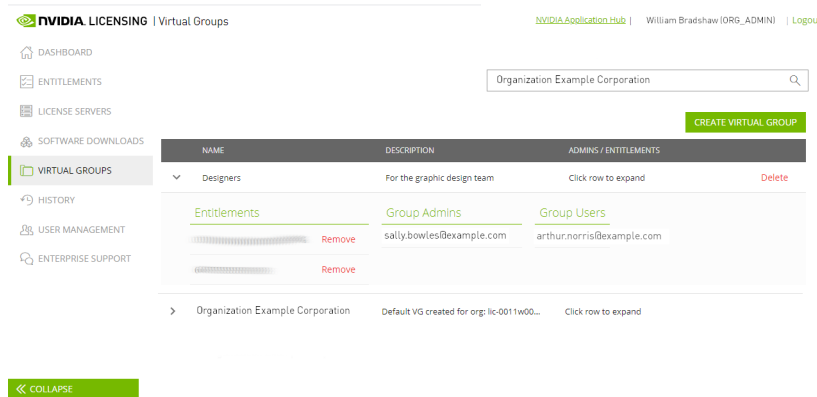 NVIDIA. LICENSING | Virtual Groups
NVIDIA Application Hub | William Bradshaw (ORG_ADMIN) | Logou
DASHBOARD
ENTITLEMENTS
LICENSE SERVERS
SOFTWARE DOWNLOADS
VIRTUAL GROUPS
HISTORY
USER MANAGEMENT
ENTERPRISE SUPPORT
COLLAPSE
Organization Example Corporation
CREATE VIRTUAL GROUP
NAME DESCRIPTION ADMINS / ENTITLEMENTS
Designers For the graphic design team Click row to expand Delete
Entitlements Group Admins Group Users
Remove sally.bowles@example.com arthur.norris@example.com
Remove
Organization Example Corporation Default VG created for org: lic-0011w00... Click row to expand